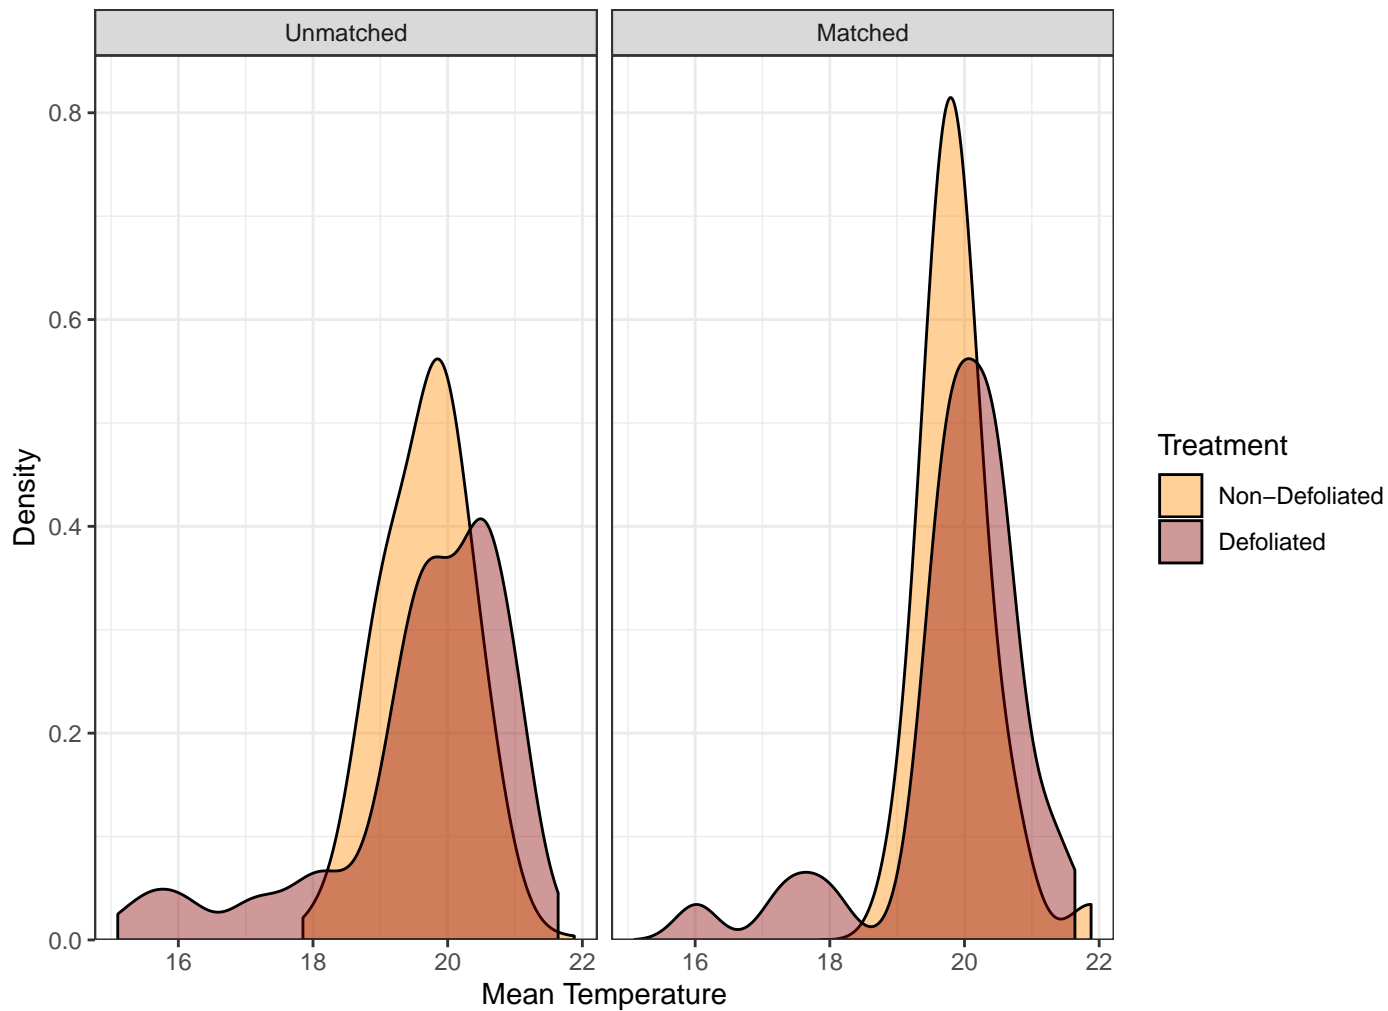 Unmatched
Matched
0.8
0.6
0.4
0.2
0.0
Density
16 18 20 22
16 18 20 22
Mean Temperature
Treatment
Non−Defoliated
Defoliated